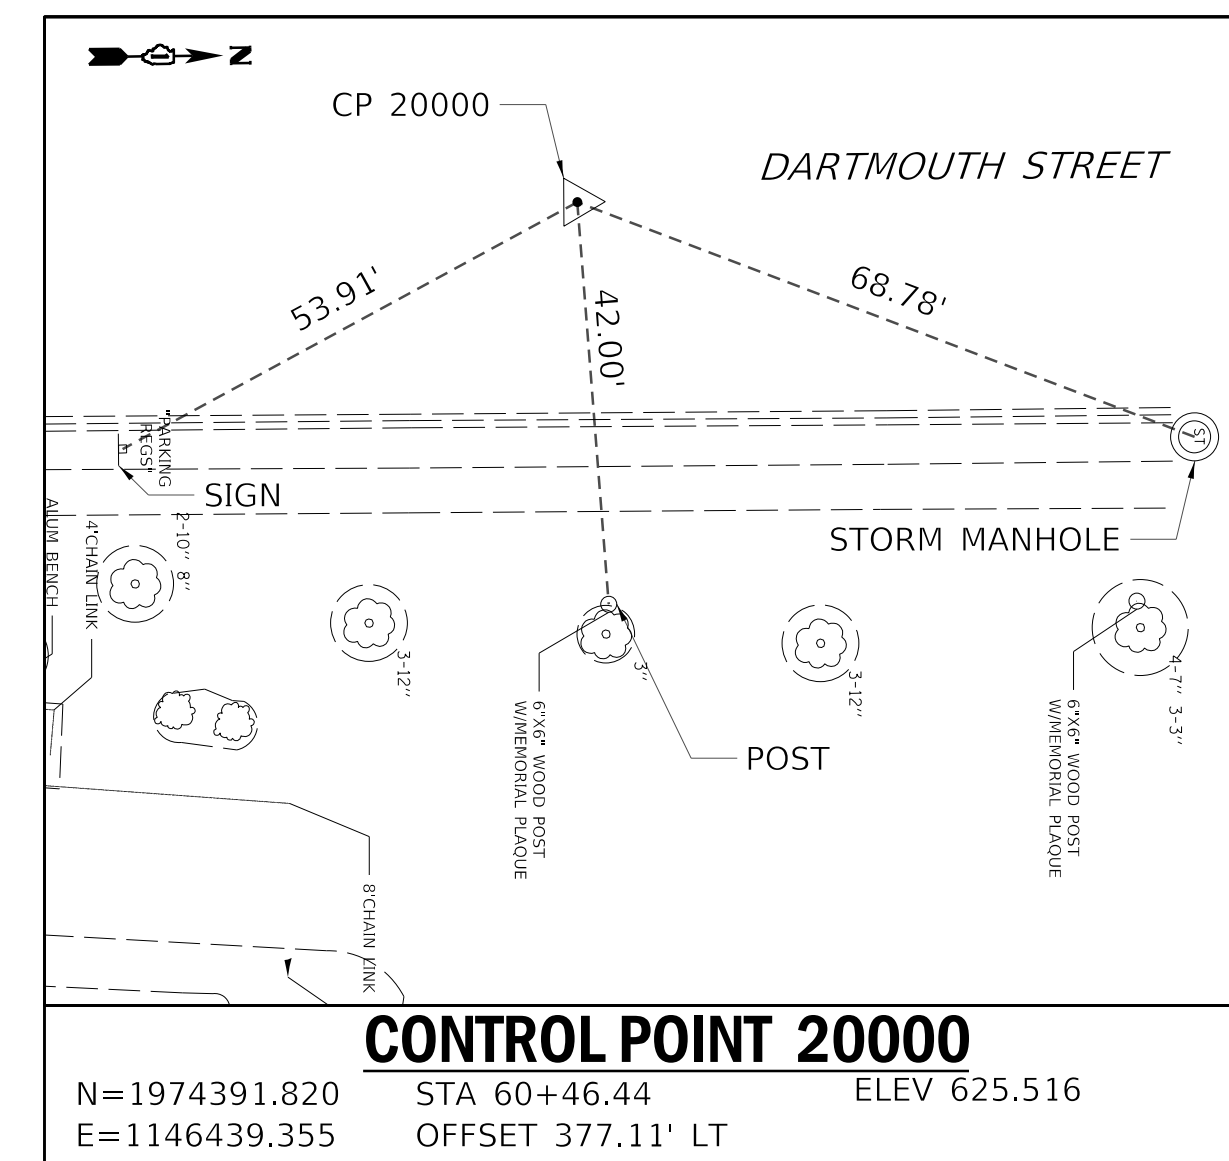 N
CP 20000
DARTMOUTH STREET
53.91'
42.00'
68.78'
"PARKING
REGS"
ST
SIGN
STORM MANHOLE
ALUM BENCH
4'CHAIN LINK
2-10" 8"
3-12"
3"
3-12"
4-7" 3-3"
6"X6" WOOD POST
W/MEMORIAL PLAQUE
POST
6"X6" WOOD POST
W/MEMORIAL PLAQUE
8'CHAIN LINK
CONTROL POINT 20000
N=1974391.820 STA 60+46.44 ELEV 625.516
E=1146439.355 OFFSET 377.11' LT